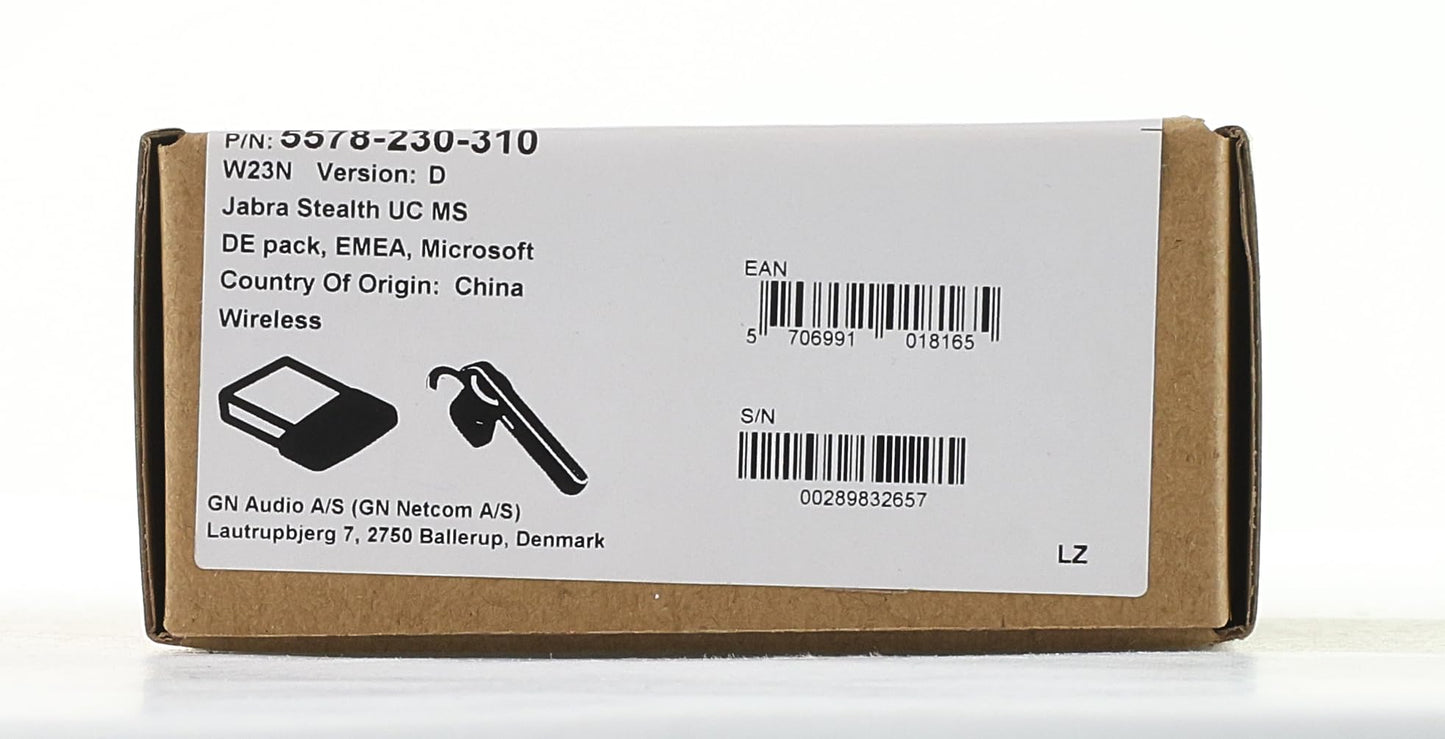 P/N: 5578-230-310
W23N Version: D
Jabra Stealth UC MS
DE pack, EMEA, Microsoft
Country Of Origin: China
Wireless
GN Audio A/S (GN Netcom A/S)
Lautrupbjerg 7, 2750 Ballerup, Denmark
EAN
5 706991 018165
S/N
00289832657
LZ